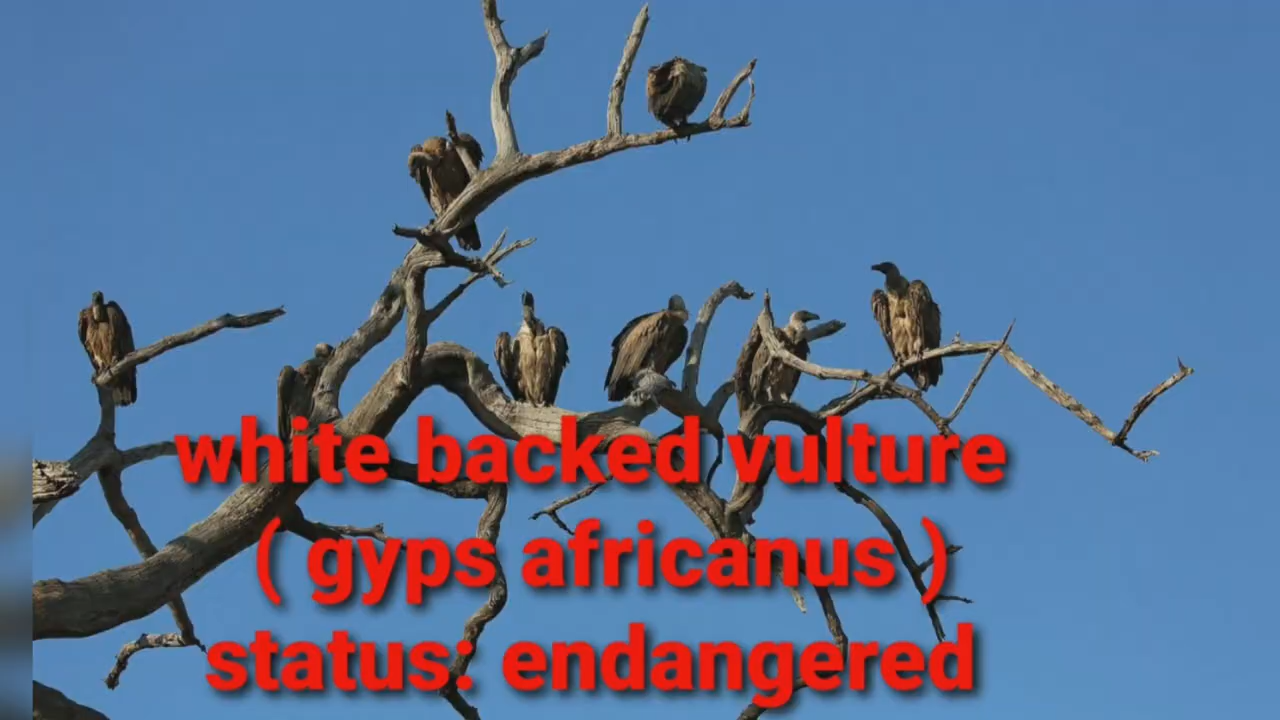 white backed vulture
( gyps africanus )
status: endangered